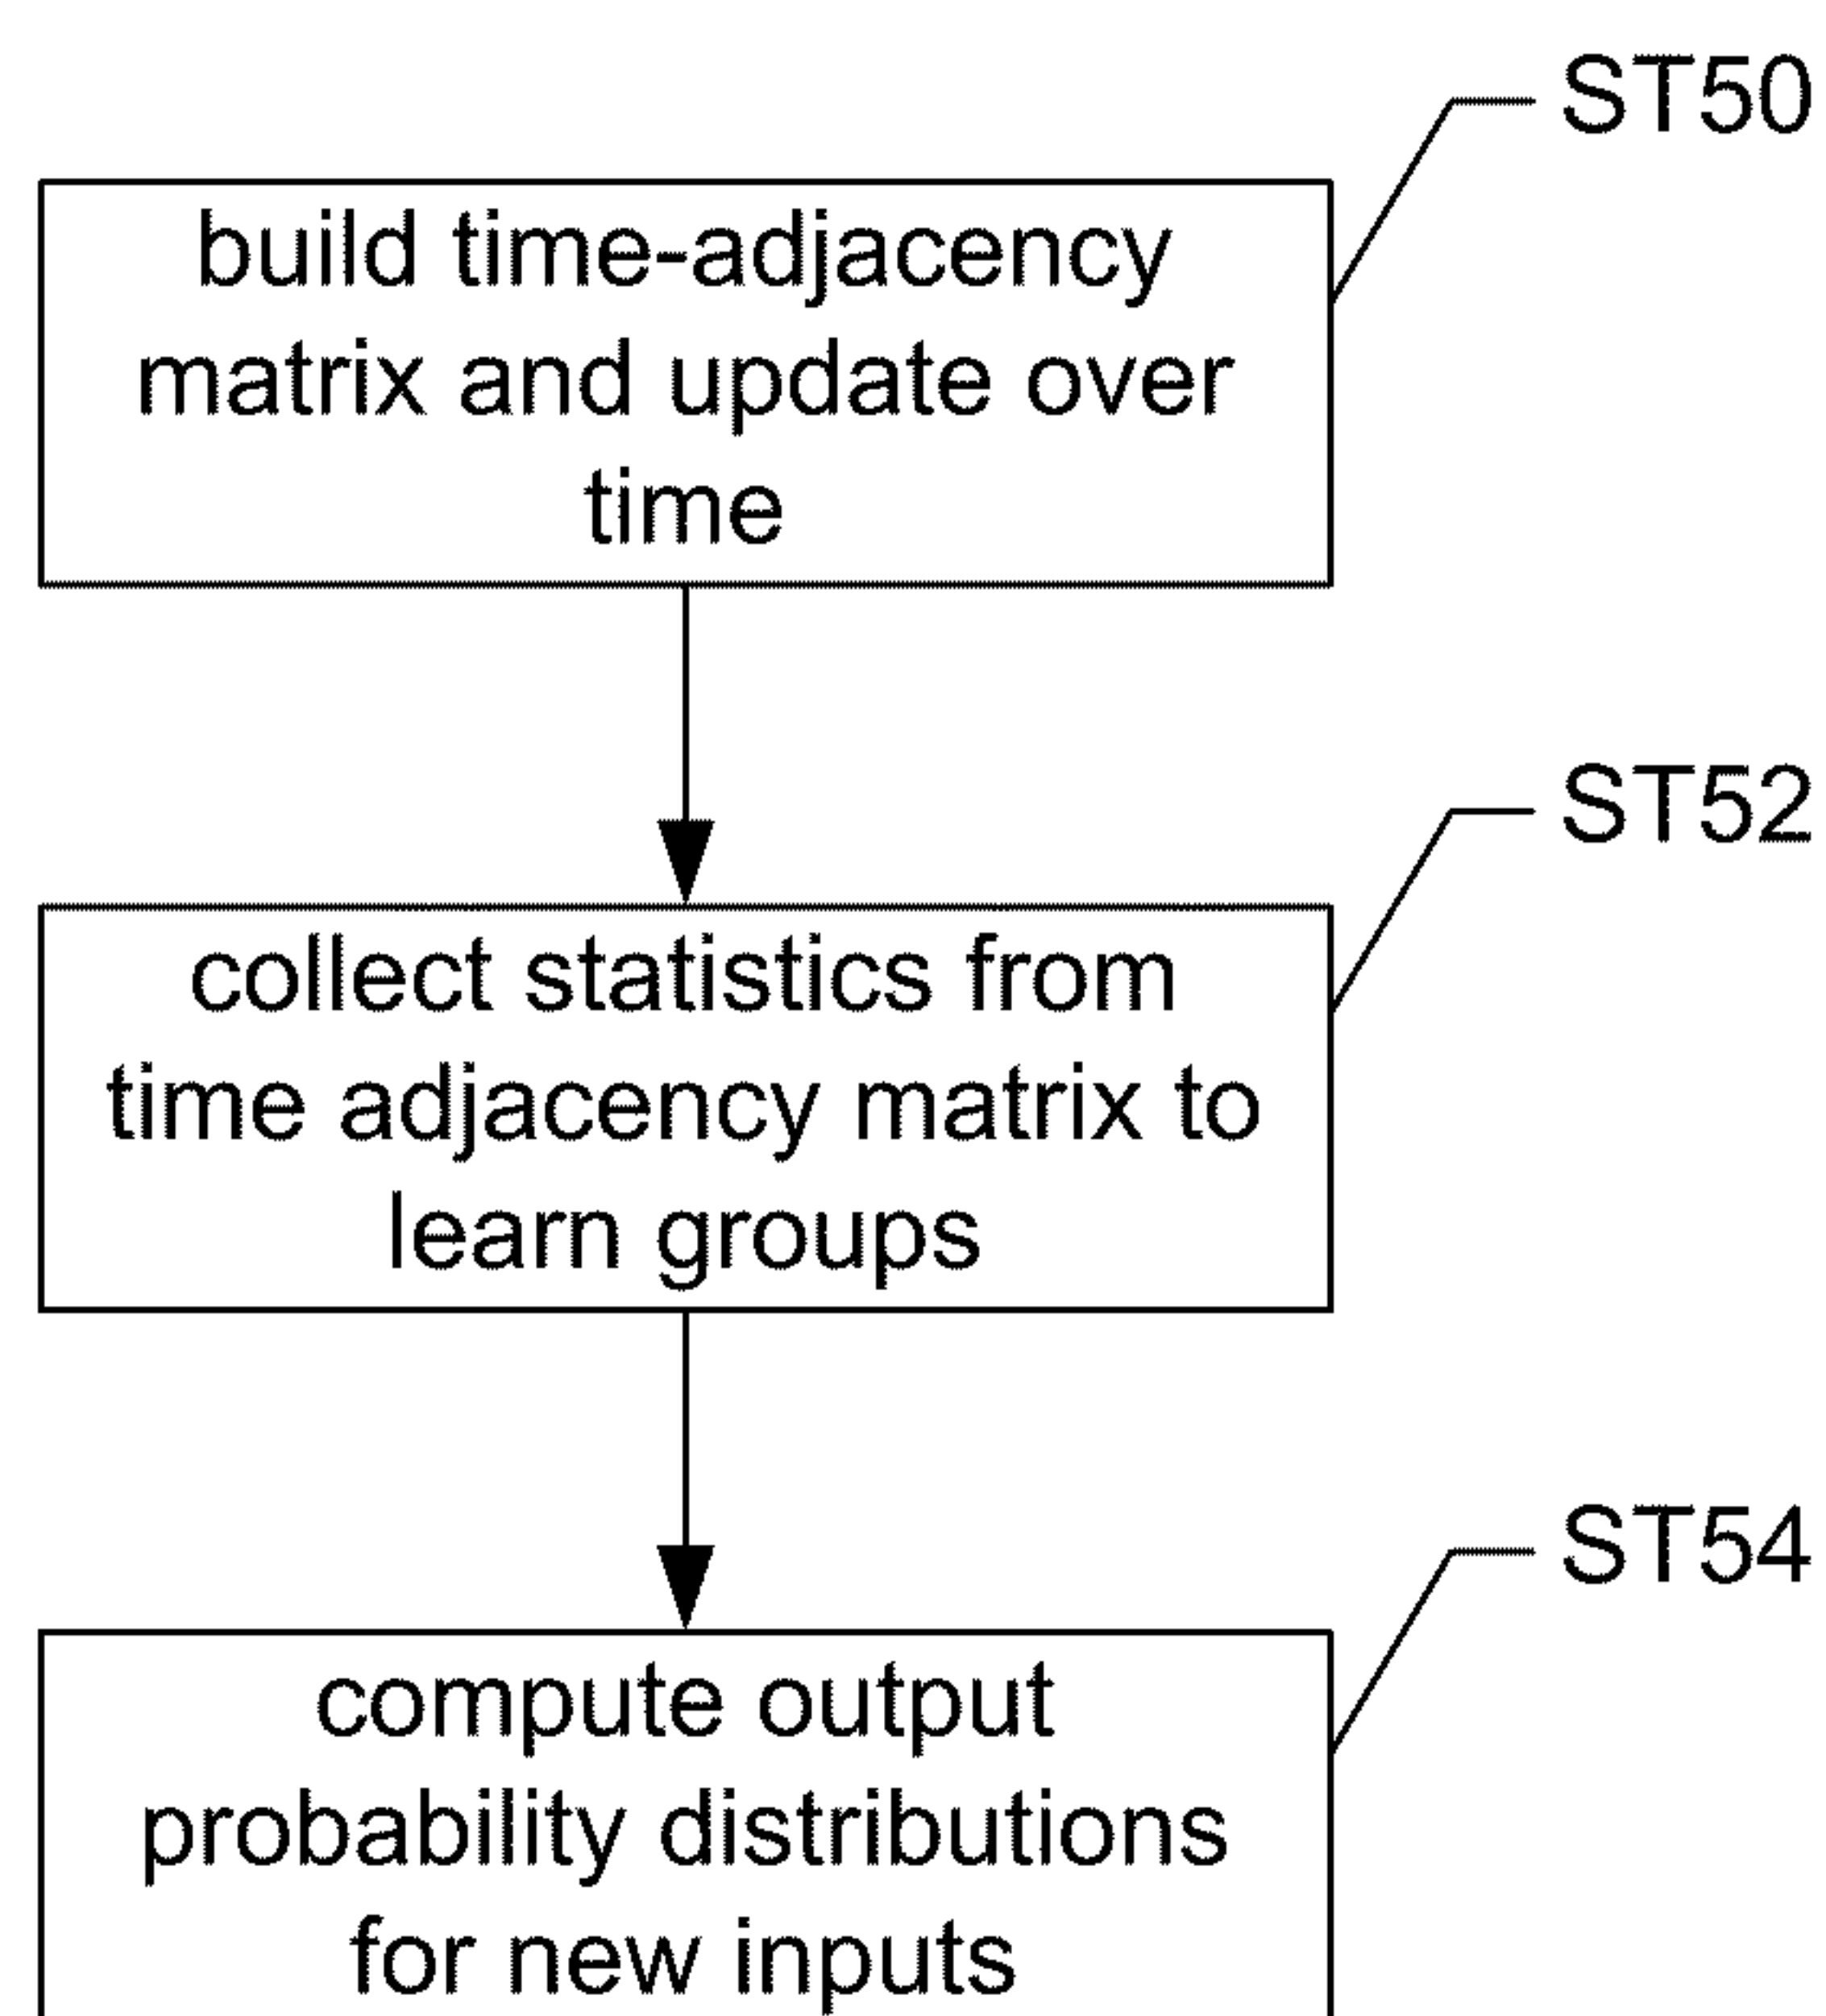 ST50
build time-adjacency
matrix and update over
time
ST52
collect statistics from
time adjacency matrix to
learn groups
ST54
compute output
probability distributions
for new inputs